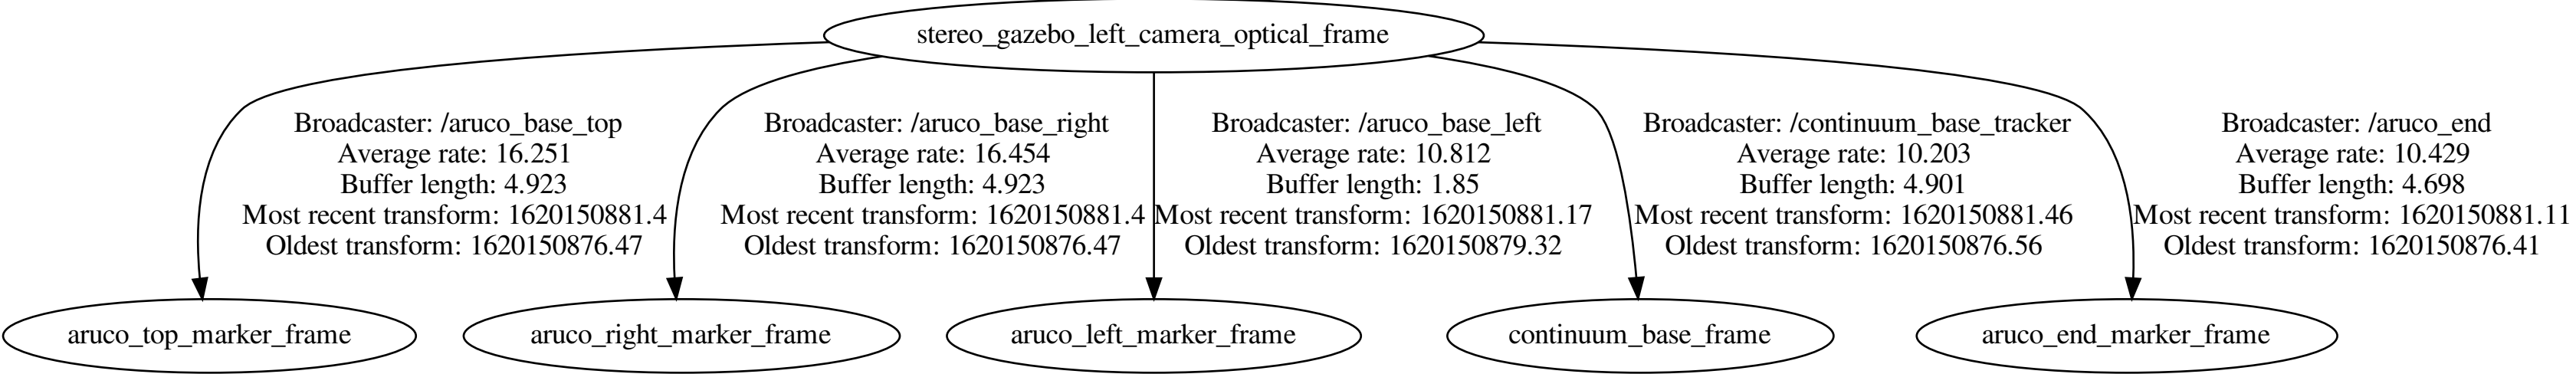 stereo_gazebo_left_camera_optical_frame
Broadcaster: /aruco_base_top
Average rate: 16.251
Buffer length: 4.923
Most recent transform: 1620150881.4
Oldest transform: 1620150876.47
Broadcaster: /aruco_base_right
Average rate: 16.454
Buffer length: 4.923
Most recent transform: 1620150881.4
Oldest transform: 1620150876.47
Broadcaster: /aruco_base_left
Average rate: 10.812
Buffer length: 1.85
Most recent transform: 1620150881.17
Oldest transform: 1620150879.32
Broadcaster: /continuum_base_tracker
Average rate: 10.203
Buffer length: 4.901
Most recent transform: 1620150881.46
Oldest transform: 1620150876.56
Broadcaster: /aruco_end
Average rate: 10.429
Buffer length: 4.698
Most recent transform: 1620150881.11
Oldest transform: 1620150876.41
aruco_top_marker_frame
aruco_right_marker_frame
aruco_left_marker_frame
continuum_base_frame
aruco_end_marker_frame